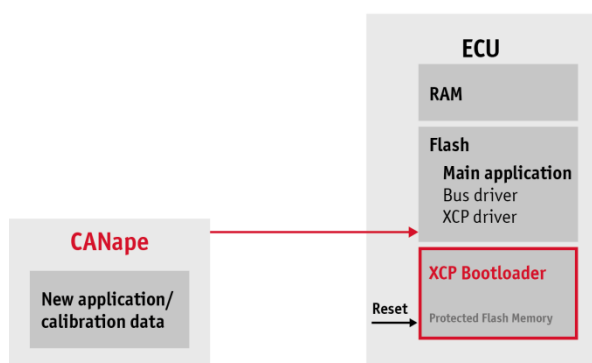 ECU
RAM
Flash
Main application
Bus driver
XCP driver
CANape
New application/
calibration data
XCP Bootloader
Reset
Protected Flash Memory